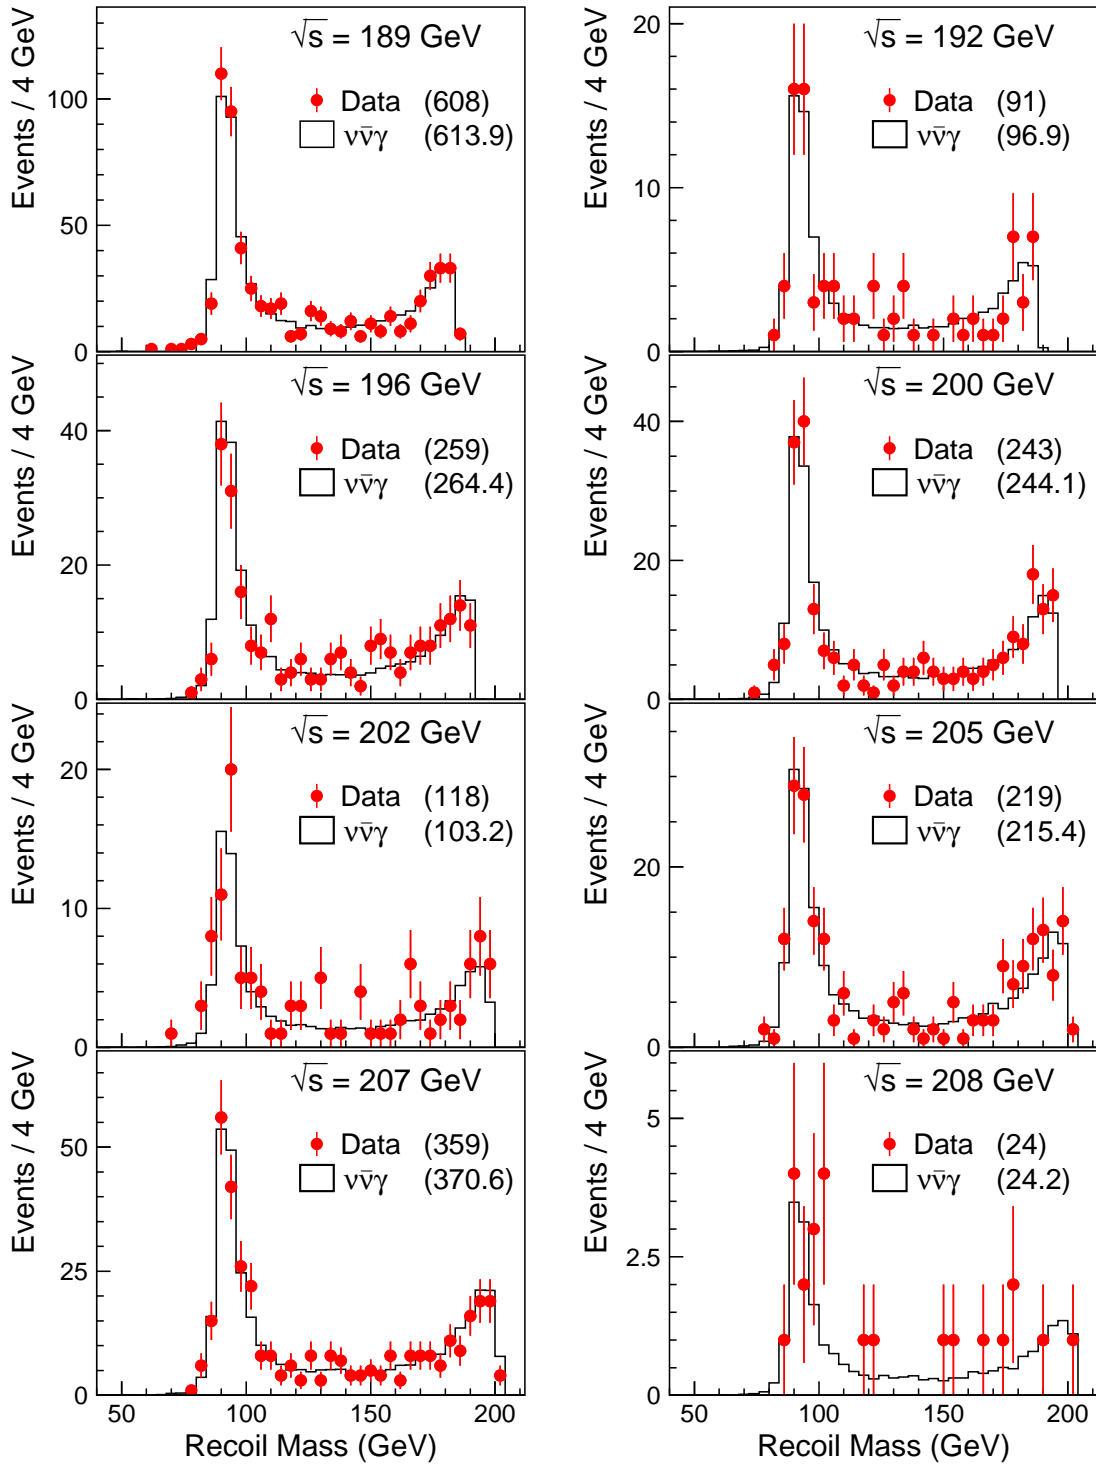 Events / 4 GeV
√s = 189 GeV
Data (608)
νν̄γ (613.9)
100
50
0
Events / 4 GeV
√s = 192 GeV
Data (91)
νν̄γ (96.9)
20
10
0
Events / 4 GeV
√s = 196 GeV
Data (259)
νν̄γ (264.4)
40
20
0
Events / 4 GeV
√s = 200 GeV
Data (243)
νν̄γ (244.1)
40
20
0
Events / 4 GeV
√s = 202 GeV
Data (118)
νν̄γ (103.2)
20
10
0
Events / 4 GeV
√s = 205 GeV
Data (219)
νν̄γ (215.4)
20
0
Events / 4 GeV
√s = 207 GeV
Data (359)
νν̄γ (370.6)
50
25
0
50 100 150 200
Recoil Mass (GeV)
Events / 4 GeV
√s = 208 GeV
Data (24)
νν̄γ (24.2)
5
2.5
0
50 100 150 200
Recoil Mass (GeV)